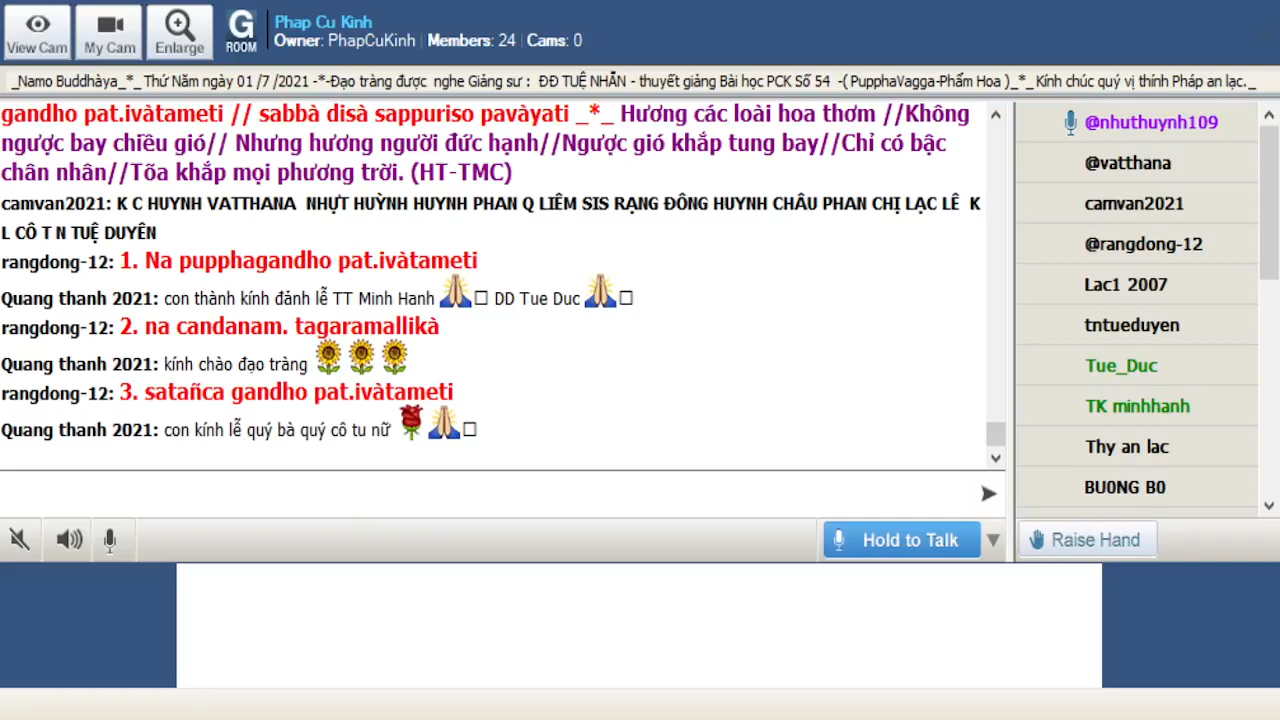 View Cam
My Cam
Enlarge
G
ROOM
Phap Cu Kinh
Owner: PhapCuKinh | Members: 24 | Cams: 0
_Namo Buddhàya_*_ Thứ Năm ngày 01 /7 /2021 -*-Đạo tràng được nghe Giảng sư : ĐĐ TUỆ NHẪN - thuyết giảng Bài học PCK Số 54 -( PupphaVagga-Phẩm Hoa )_*_Kính chúc quý vị thính Pháp an lạc._
gandho pat.ivàtameti // sabbà disà sappuriso pavàyati _*_ Hương các loài hoa thơm //Không
ngược bay chiều gió// Nhưng hương người đức hạnh//Ngược gió khắp tung bay//Chỉ có bậc
chân nhân//Tõa khắp mọi phương trời. (HT-TMC)
camvan2021: K C HUYNH VATTHANA NHỰT HUỲNH HUYNH PHAN Q LIÊM SIS RẠNG ĐÔNG HUYNH CHÂU PHAN CHỊ LẠC LÊ K
L CÔ T N TUỆ DUYÊN
rangdong-12: 1. Na pupphagandho pat.ivàtameti
Quang thanh 2021: con thành kính đảnh lễ TT Minh Hanh 🙏□ DD Tue Duc 🙏□
rangdong-12: 2. na candanam. tagaramallikà
Quang thanh 2021: kính chào đạo tràng 🌻🌻🌻
rangdong-12: 3. satañca gandho pat.ivàtameti
Quang thanh 2021: con kính lễ quý bà quý cô tu nữ 🌹🙏□
@nhuthuynh109
@vatthana
camvan2021
@rangdong-12
Lac1 2007
tntueduyen
Tue_Duc
TK minhhanh
Thy an lac
BU0NG B0
Hold to Talk
Raise Hand